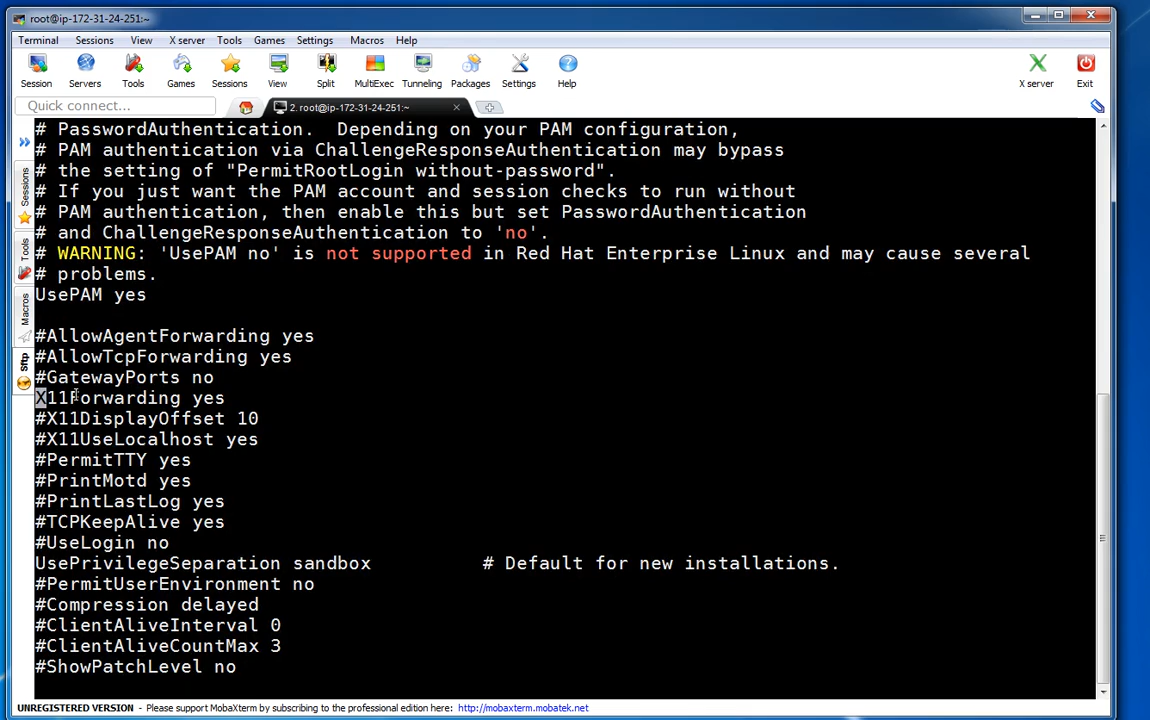 root@ip-172-31-24-251:~
Terminal Sessions View X server Tools Games Settings Macros Help
Session Servers Tools Games Sessions View Split MultiExec Tunneling Packages Settings Help X server Exit
Quick connect... 2. root@ip-172-31-24-251:~
Sessions
Tools
Macros
Sftp
# PasswordAuthentication.  Depending on your PAM configuration,
# PAM authentication via ChallengeResponseAuthentication may bypass
# the setting of "PermitRootLogin without-password".
# If you just want the PAM account and session checks to run without
# PAM authentication, then enable this but set PasswordAuthentication
# and ChallengeResponseAuthentication to 'no'.
# WARNING: 'UsePAM no' is not supported in Red Hat Enterprise Linux and may cause several
# problems.
UsePAM yes
#AllowAgentForwarding yes
#AllowTcpForwarding yes
#GatewayPorts no
X11Forwarding yes
#X11DisplayOffset 10
#X11UseLocalhost yes
#PermitTTY yes
#PrintMotd yes
#PrintLastLog yes
#TCPKeepAlive yes
#UseLogin no
UsePrivilegeSeparation sandbox          # Default for new installations.
#PermitUserEnvironment no
#Compression delayed
#ClientAliveInterval 0
#ClientAliveCountMax 3
#ShowPatchLevel no
UNREGISTERED VERSION - Please support MobaXterm by subscribing to the professional edition here: http://mobaxterm.mobatek.net